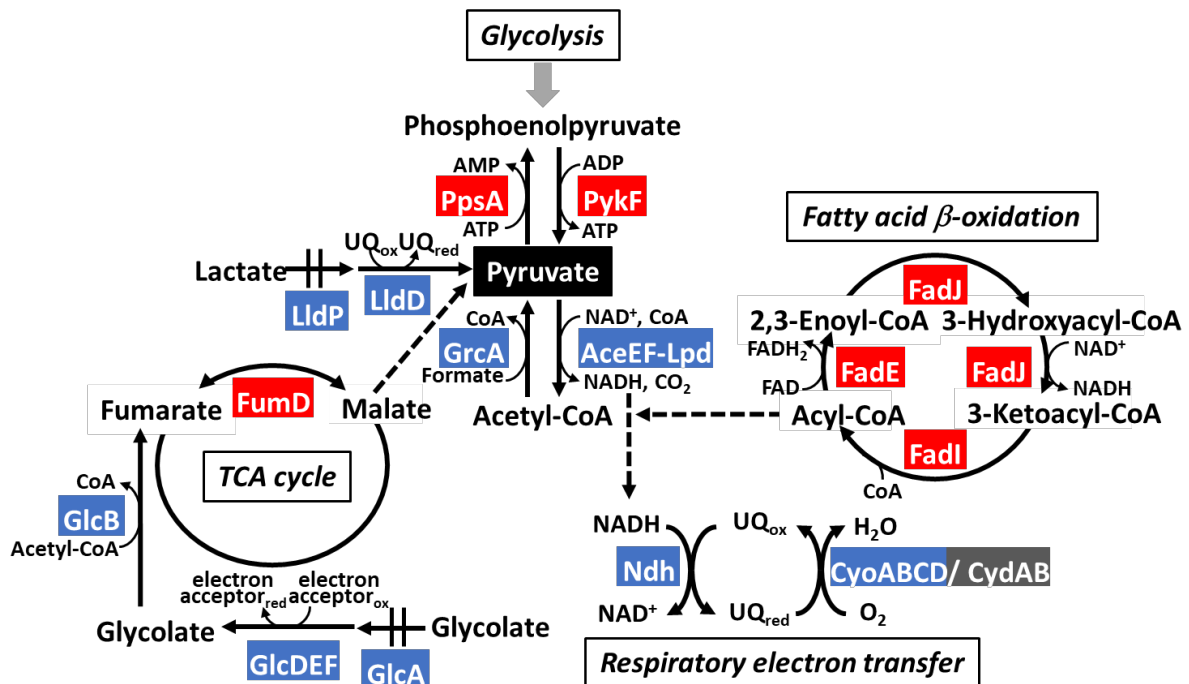 Glycolysis
Phosphoenolpyruvate
AMP
ADP
PpsA
PykF
ATP
ATP
Fatty acid β-oxidation
UQox UQred
Lactate
Pyruvate
LldP
LldD
FadJ
2,3-Enoyl-CoA
3-Hydroxyacyl-CoA
CoA
NAD+, CoA
GrcA
AceEF-Lpd
Formate
NADH, CO2
FADH2
FadE
FAD
FadJ
NAD+
NADH
Fumarate
FumD
Malate
Acetyl-CoA
Acyl-CoA
3-Ketoacyl-CoA
FadI
CoA
TCA cycle
CoA
GlcB
Acetyl-CoA
NADH
UQox
H2O
Ndh
CyoABCD/ CydAB
NAD+
UQred
O2
electron
acceptorred
electron
acceptorox
Glycolate
Glycolate
GlcDEF
GlcA
Respiratory electron transfer